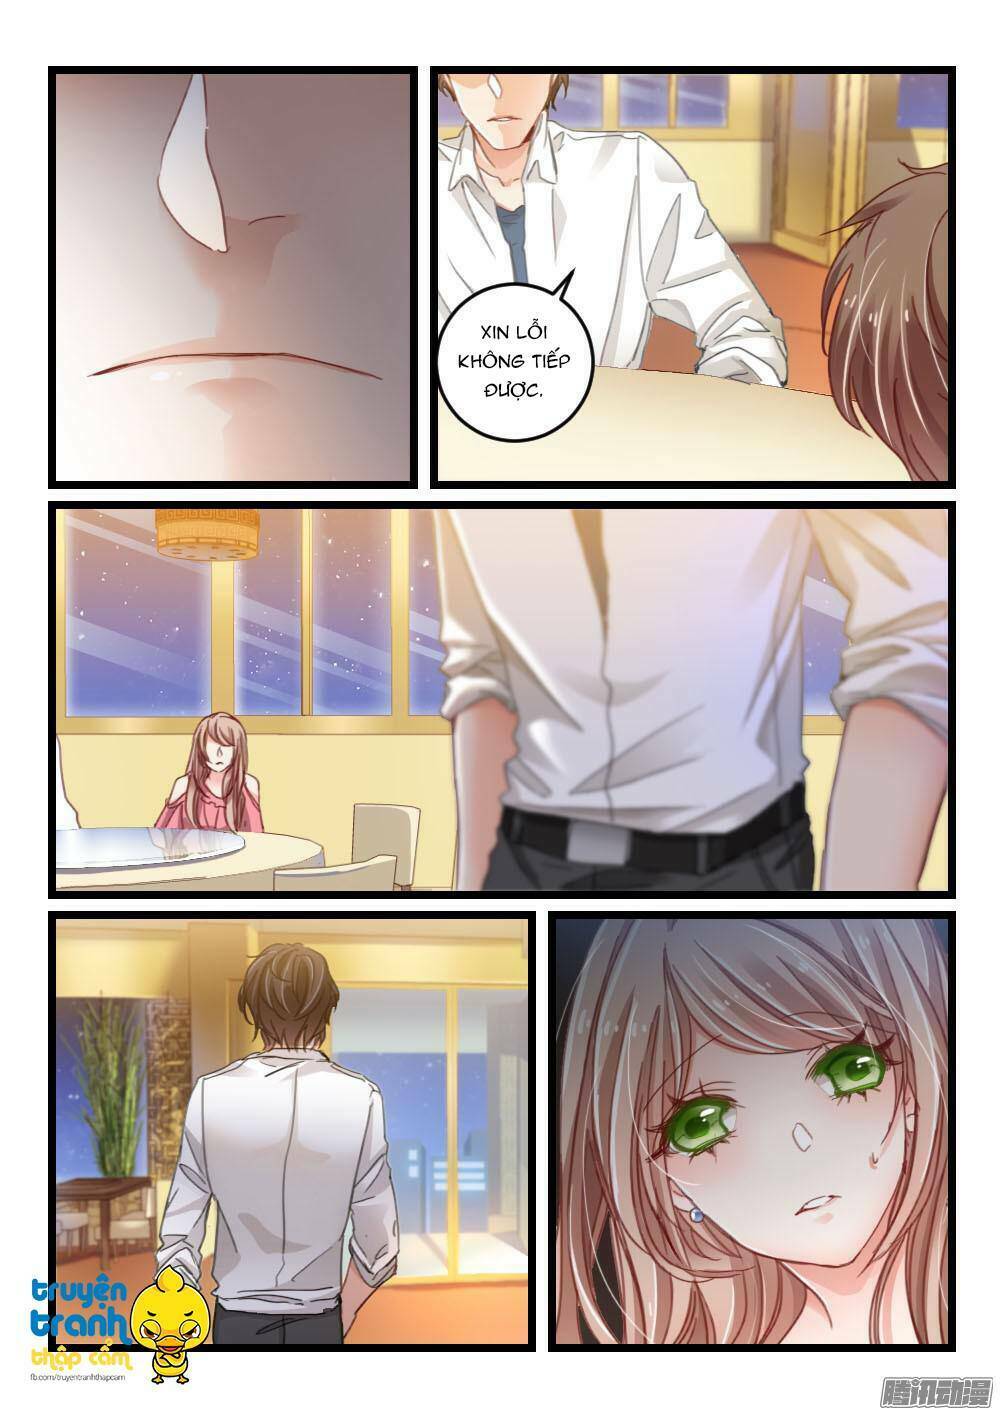 XIN LỖI
KHÔNG TIẾP
ĐƯỢC.
truyện
tranh
thập cẩm
fb.com/truyentranhthapcam
腾讯动漫